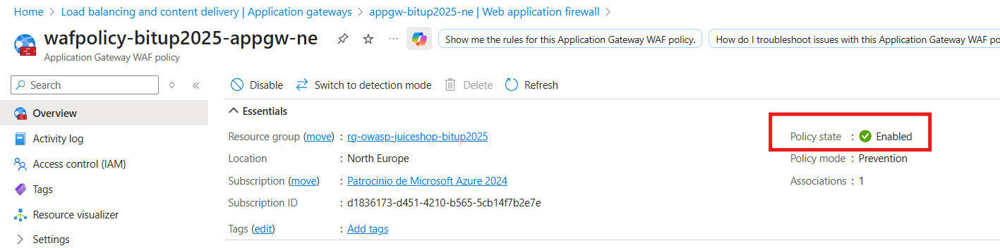 Home > Load balancing and content delivery | Application gateways > appgw-bitup2025-ne | Web application firewall >
wafpolicy-bitup2025-appgw-ne
Show me the rules for this Application Gateway WAF policy.
How do I troubleshoot issues with this Application Gateway WAF po
Application Gateway WAF policy
Search
Disable
Switch to detection mode
Delete
Refresh
Overview
Activity log
Access control (IAM)
Tags
Resource visualizer
Settings
Essentials
Resource group (move) : rg-owasp-juiceshop-bitup2025
Location : North Europe
Subscription (move) : Patrocinio de Microsoft Azure 2024
Subscription ID : d1836173-d451-4210-b565-5cb14f7b2e7e
Tags (edit) : Add tags
Policy state : Enabled
Policy mode : Prevention
Associations : 1